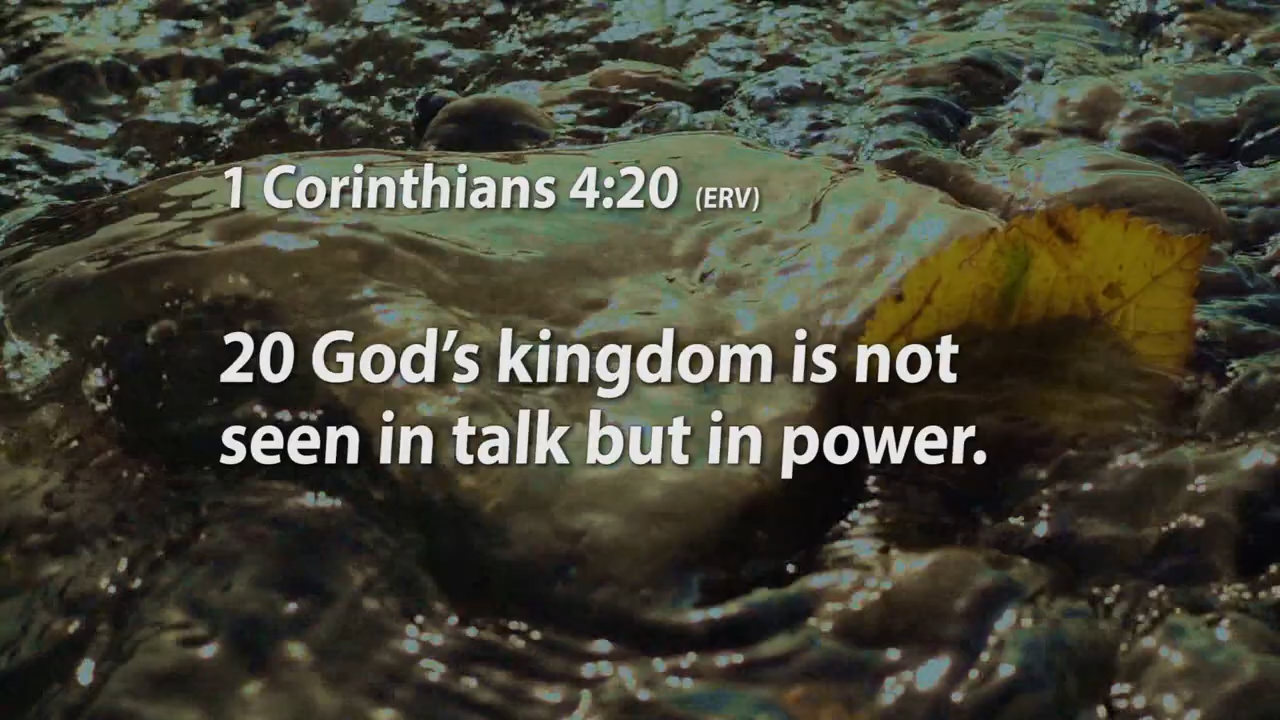 1 Corinthians 4:20 (ERV)
20 God’s kingdom is not
seen in talk but in power.